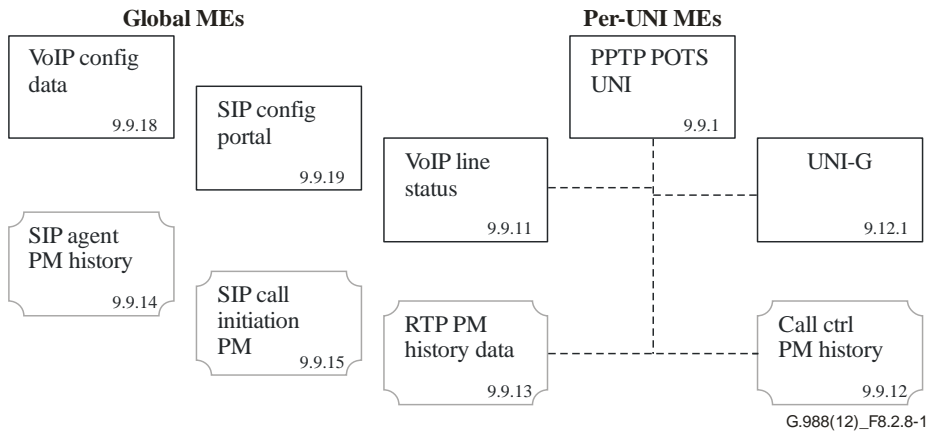 Global MEs
Per-UNI MEs
VoIP config
data
9.9.18
SIP config
portal
9.9.19
VoIP line
status
9.9.11
PPTP POTS
UNI
9.9.1
UNI-G
9.12.1
SIP agent
PM history
9.9.14
SIP call
initiation
PM
9.9.15
RTP PM
history data
9.9.13
Call ctrl
PM history
9.9.12
G.988(12)_F8.2.8-1